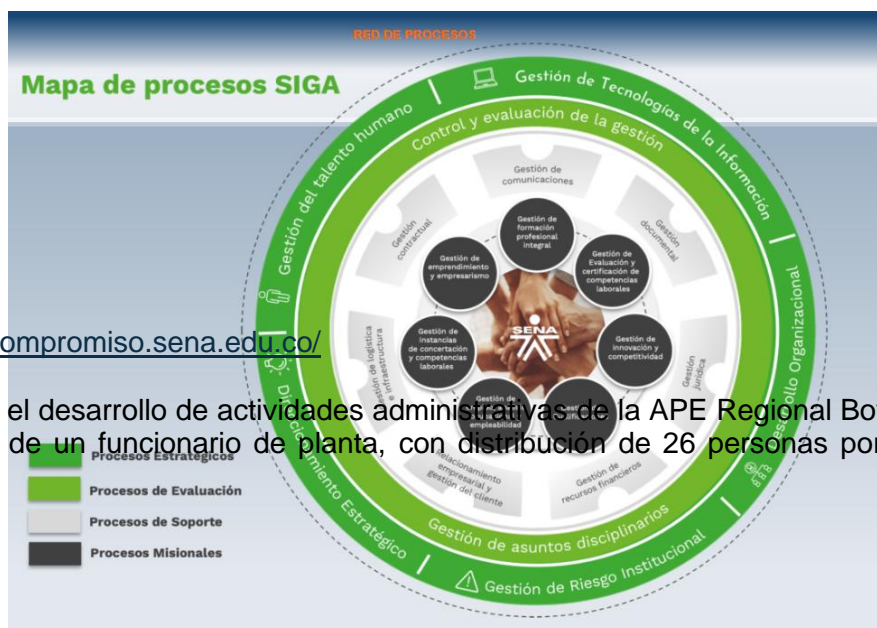 RED DE PROCESOS
Mapa de procesos SIGA
Gestión del talento humano
Gestión de Tecnologías de la Información
Desarrollo Organizacional
Gestión de Riesgo Institucional
Direccionamiento Estratégico
Control y evaluación de la gestión
Gestión de asuntos disciplinarios
Gestión de
comunicaciones
Gestión
documental
Gestión
jurídica
Gestión de
recursos financieros
Relacionamiento
empresarial y
gestión del cliente
Gestión de logística
e infraestructura
Gestión
contractual
Gestión de
formación
profesional
integral
Gestión de
Evaluación y
certificación de
competencias
laborales
Gestión de
innovación y
competitividad
Gestión de
empleabilidad
Gestión de
instancias
de concertación
y competencias
laborales
Gestión de
emprendimiento
y empresarismo
SENA
ompromiso.sena.edu.co/
el desarrollo de actividades administrativas de la APE Regional Bo
de un funcionario de planta, con distribución de 26 personas por
Procesos Estratégicos
Procesos de Evaluación
Procesos de Soporte
Procesos Misionales